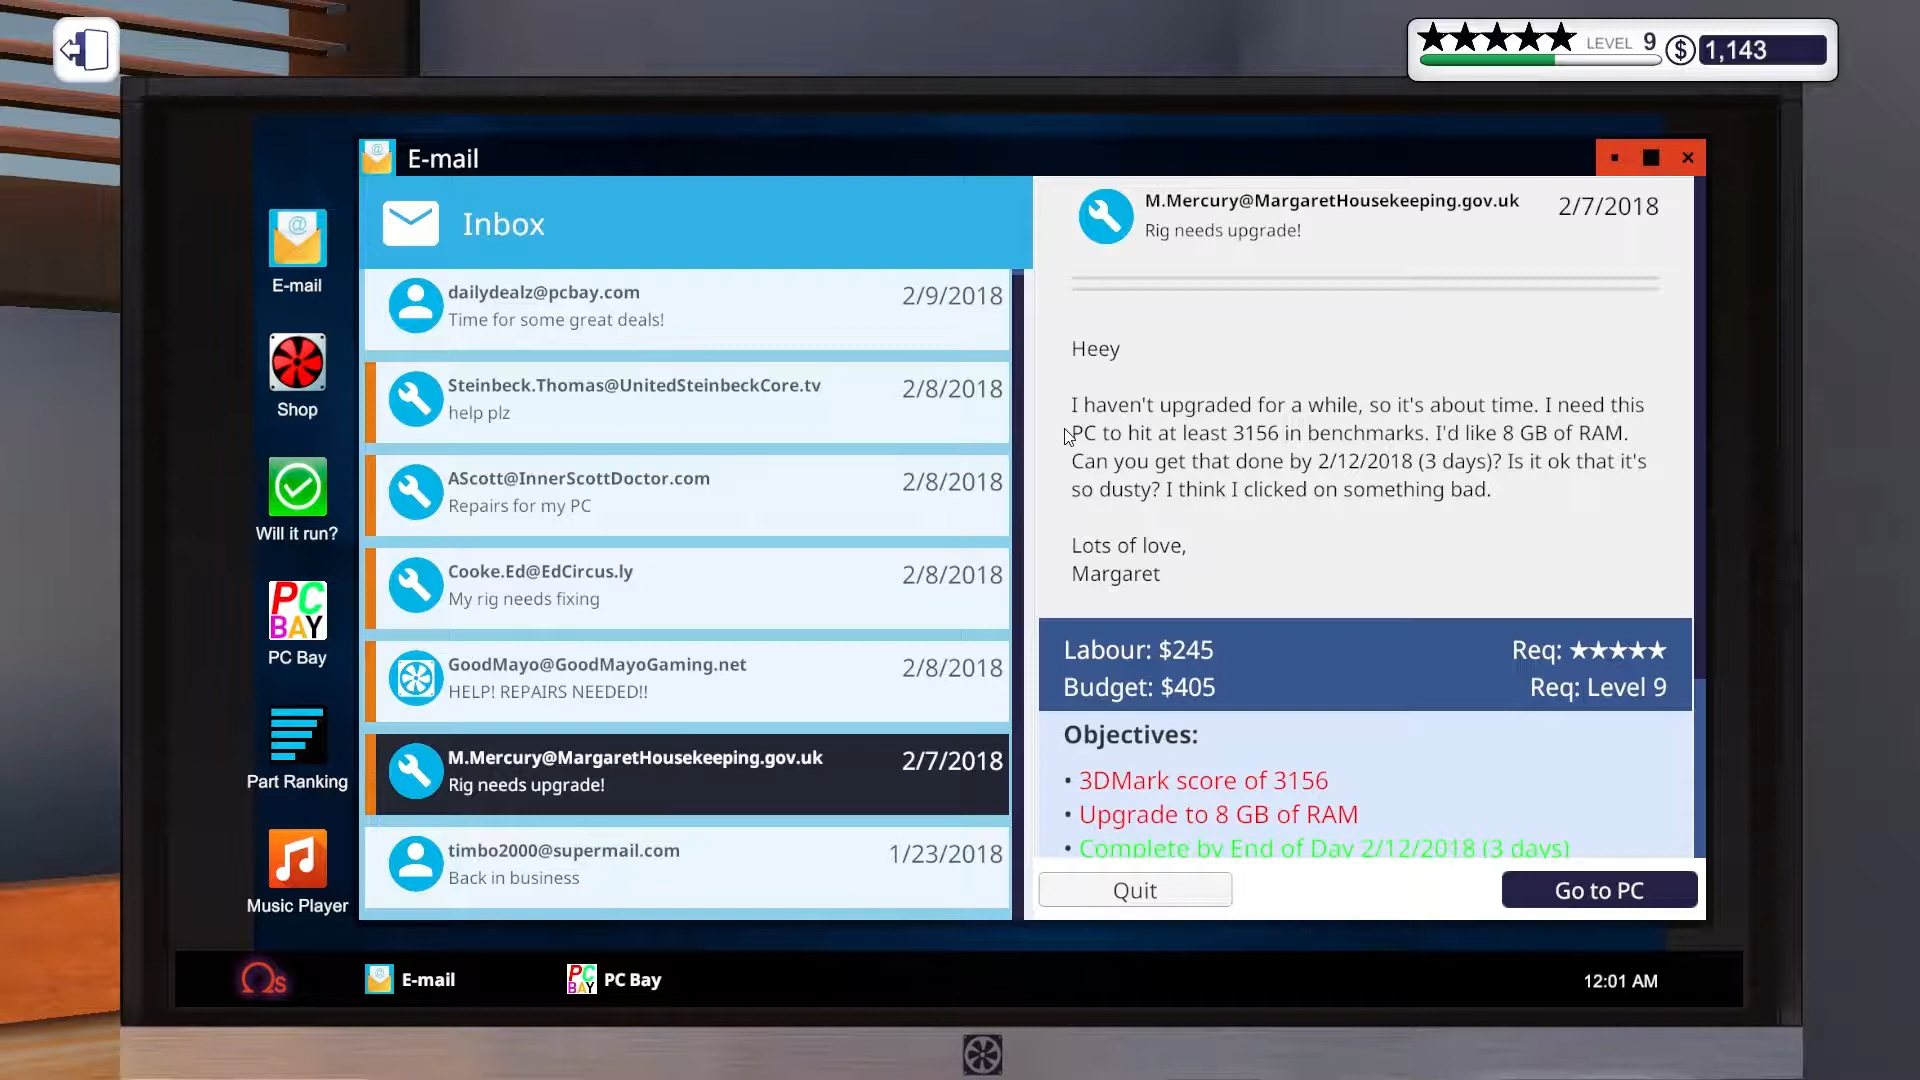 ★★★★★ LEVEL 9 $ 1,143
E-mail
Inbox
E-mail
Shop
Will it run?
PC BAY
PC Bay
Part Ranking
Music Player
dailydealz@pcbay.com 2/9/2018
Time for some great deals!
Steinbeck.Thomas@UnitedSteinbeckCore.tv 2/8/2018
help plz
AScott@InnerScottDoctor.com 2/8/2018
Repairs for my PC
Cooke.Ed@EdCircus.ly 2/8/2018
My rig needs fixing
GoodMayo@GoodMayoGaming.net 2/8/2018
HELP! REPAIRS NEEDED!!
M.Mercury@MargaretHousekeeping.gov.uk 2/7/2018
Rig needs upgrade!
timbo2000@supermail.com 1/23/2018
Back in business
M.Mercury@MargaretHousekeeping.gov.uk 2/7/2018
Rig needs upgrade!
Heey
I haven't upgraded for a while, so it's about time. I need this
PC to hit at least 3156 in benchmarks. I'd like 8 GB of RAM.
Can you get that done by 2/12/2018 (3 days)? Is it ok that it's
so dusty? I think I clicked on something bad.
Lots of love,
Margaret
Labour: $245 Req: ★★★★★
Budget: $405 Req: Level 9
Objectives:
• 3DMark score of 3156
• Upgrade to 8 GB of RAM
• Complete by End of Day 2/12/2018 (3 days)
Quit Go to PC
Ωs E-mail PC BAY PC Bay 12:01 AM